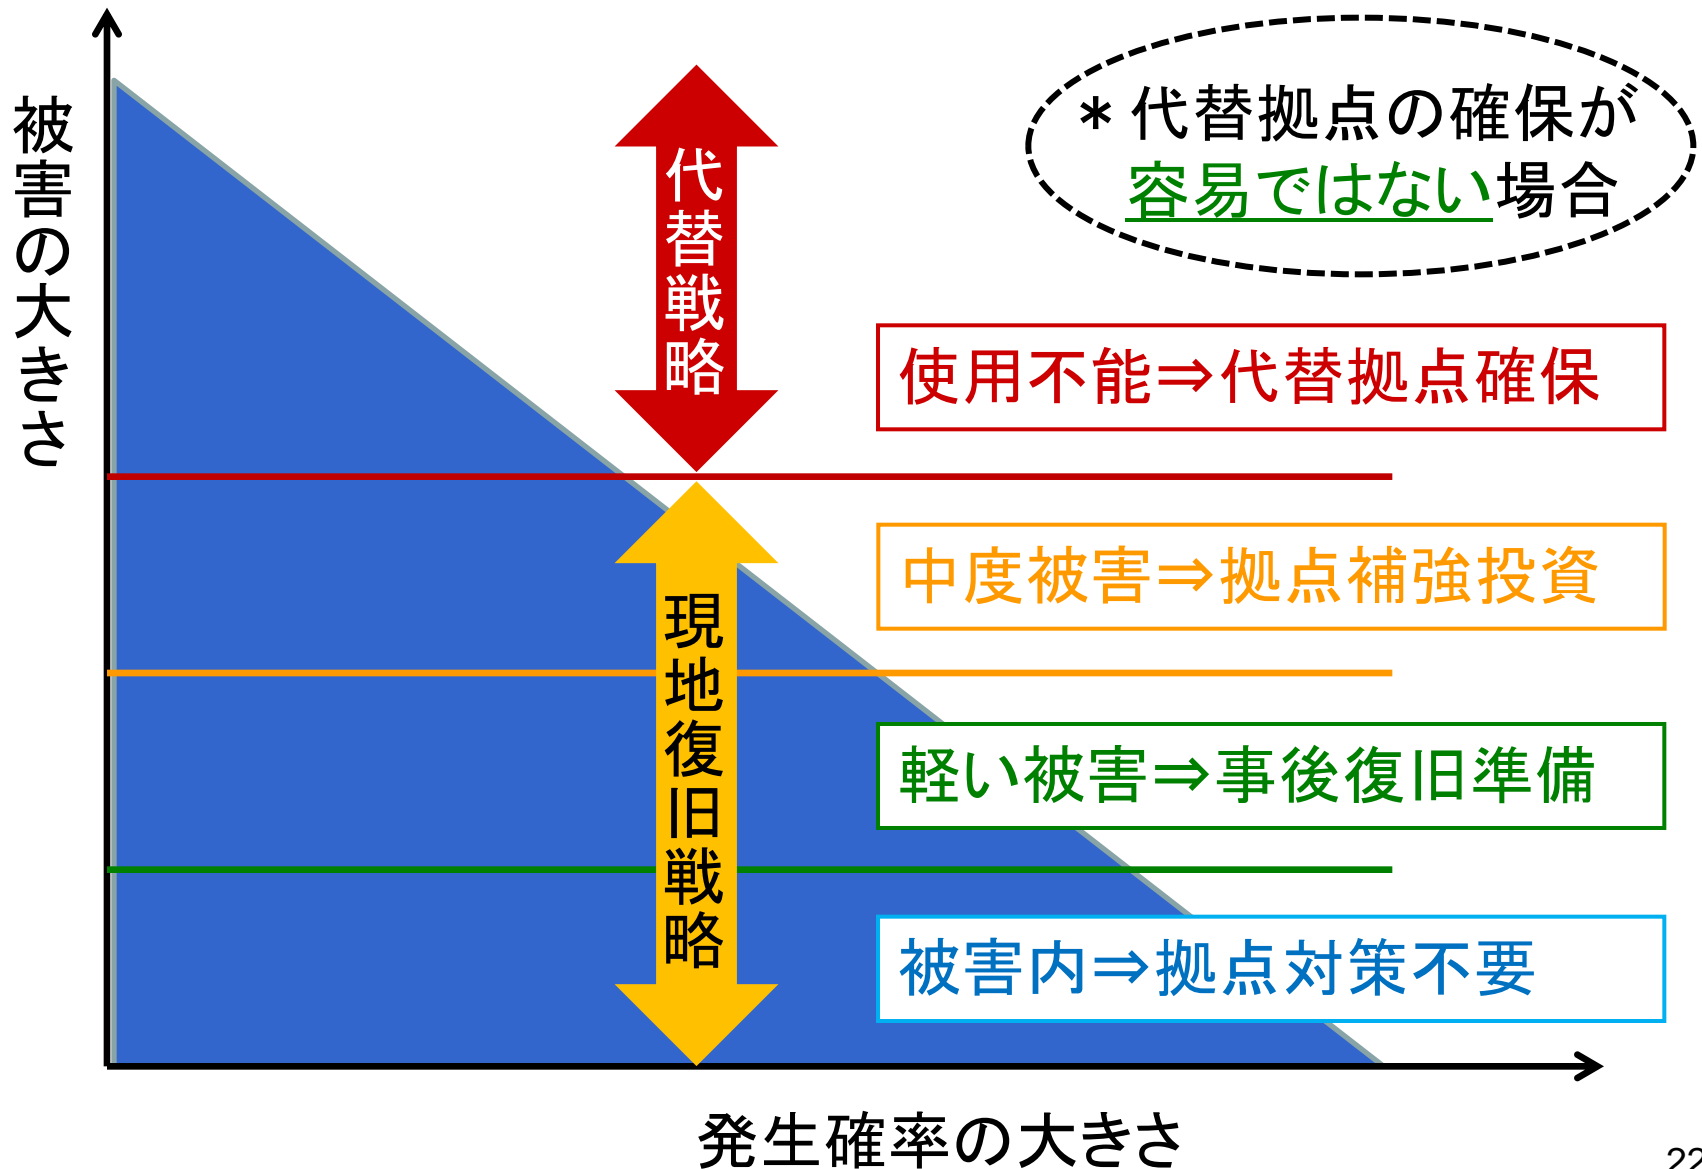 被害の大きさ
代替戦略
＊代替拠点の確保が
容易ではない場合
使用不能⇒代替拠点確保
中度被害⇒拠点補強投資
現地復旧戦略
軽い被害⇒事後復旧準備
被害内⇒拠点対策不要
発生確率の大きさ
22